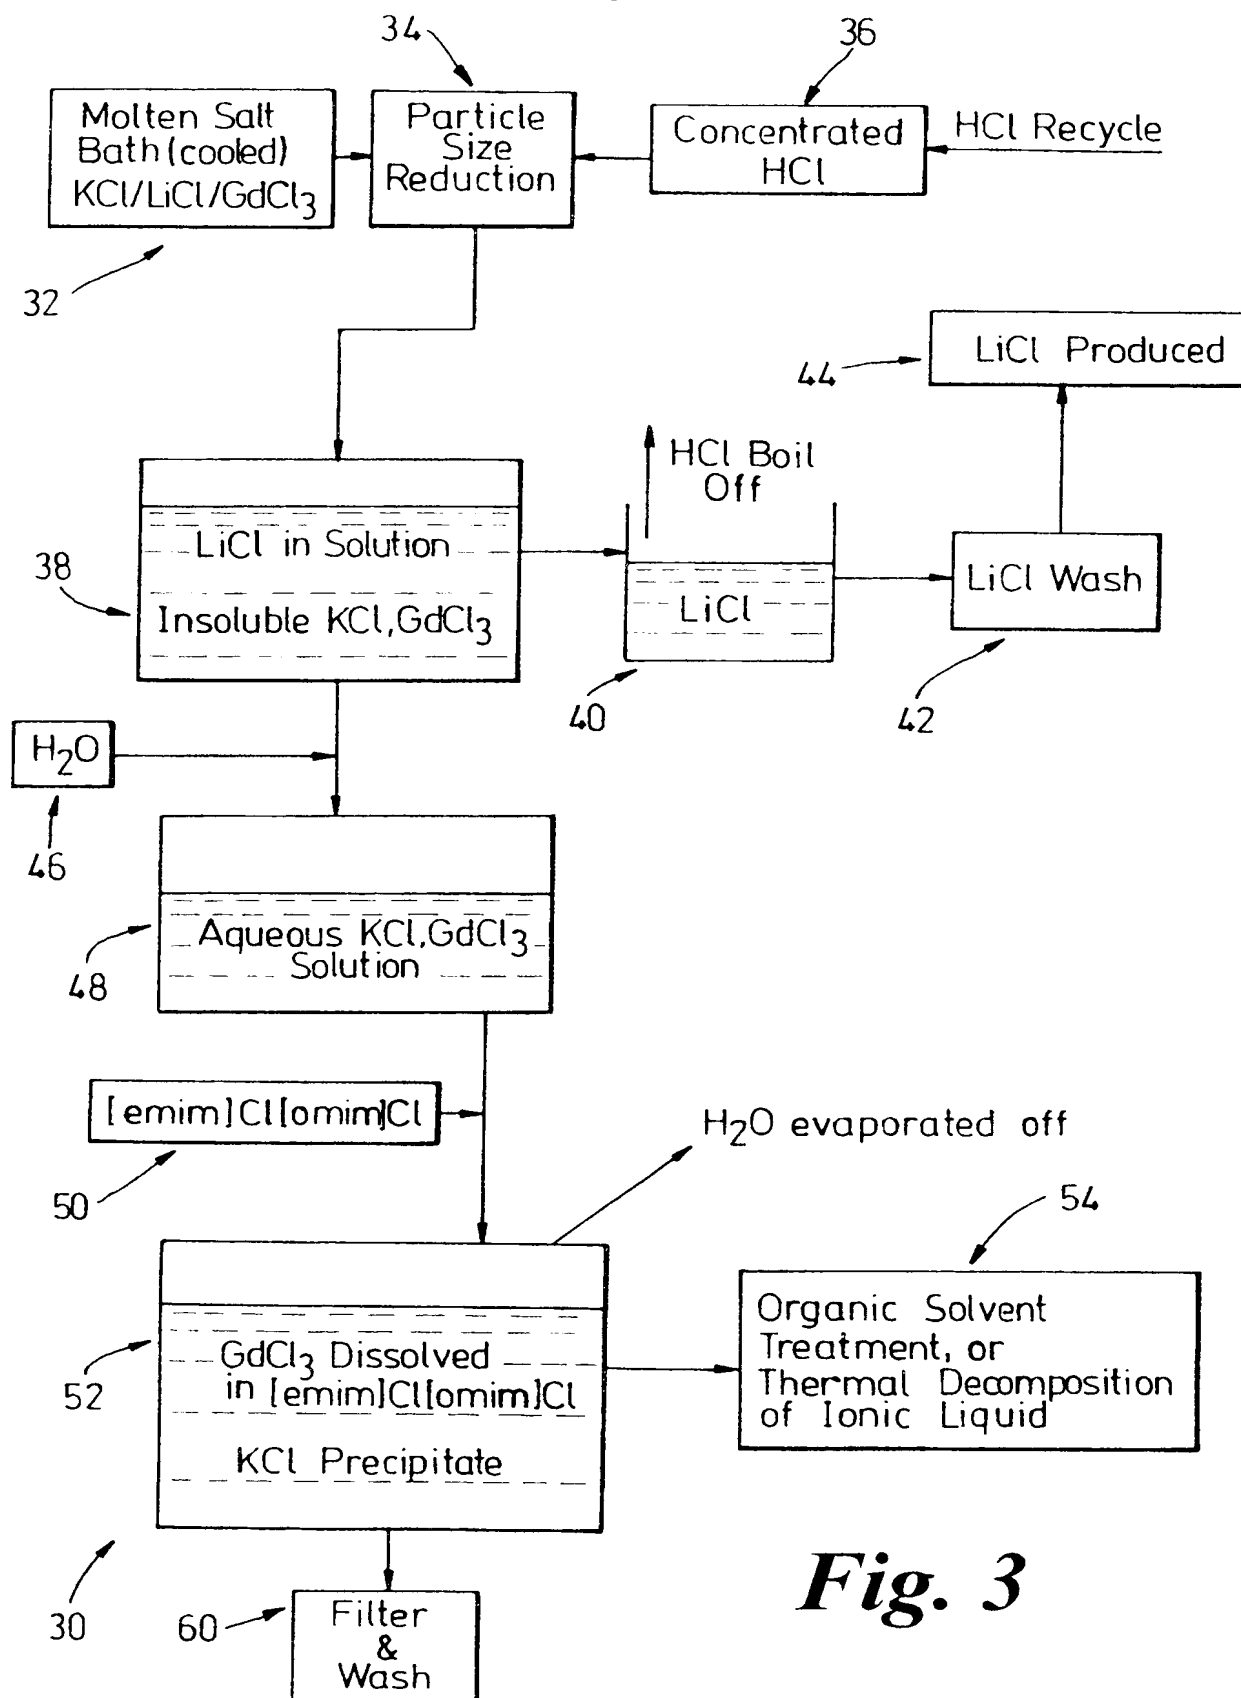 34
36
Molten Salt
Bath (cooled)
KCl/LiCl/GdCl₃
Particle
Size
Reduction
Concentrated
HCl
HCl Recycle
32
44
LiCl Produced
HCl Boil
Off
38
LiCl in Solution
Insoluble KCl, GdCl₃
LiCl
LiCl Wash
40
42
H₂O
46
48
Aqueous KCl, GdCl₃
Solution
[emim]Cl[omim]Cl
50
H₂O evaporated off
54
52
GdCl₃ Dissolved
in [emim]Cl[omim]Cl
KCl Precipitate
Organic Solvent
Treatment, or
Thermal Decomposition
of Ionic Liquid
30
60
Filter
&
Wash
Fig. 3